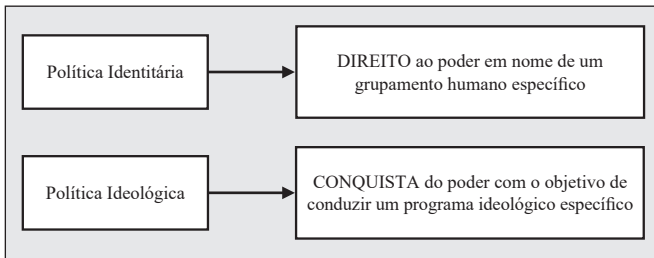 Política Identitária
DIREITO ao poder em nome de um
grupamento humano específico
Política Ideológica
CONQUISTA do poder com o objetivo de
conduzir um programa ideológico específico